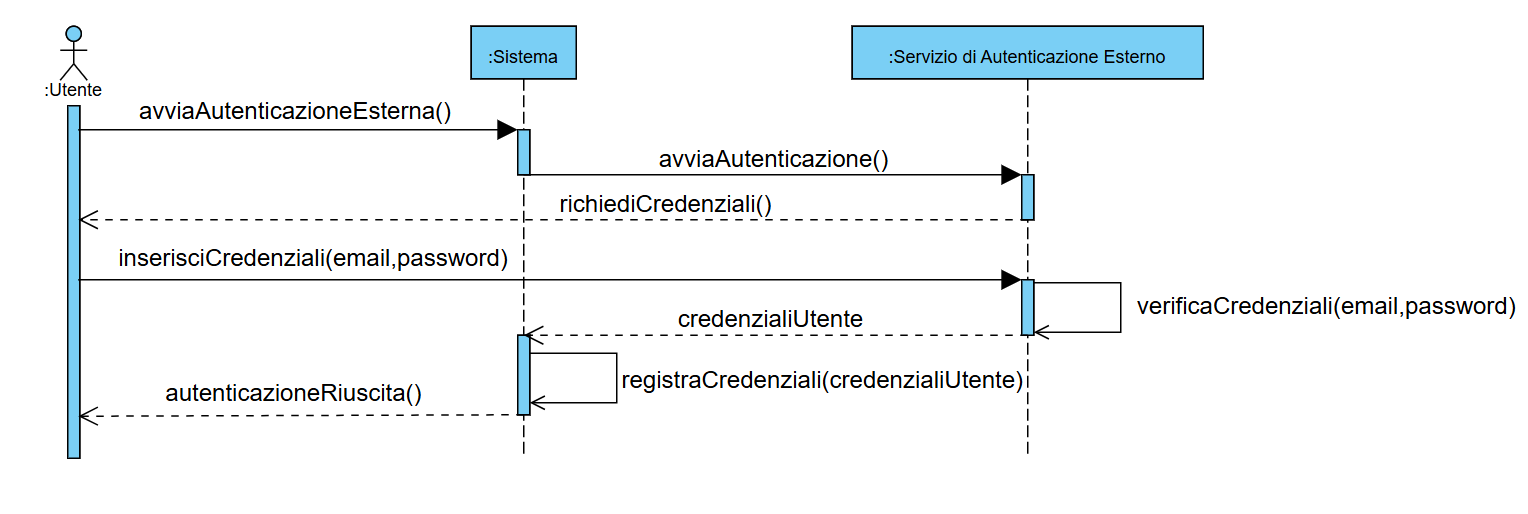 :Sistema
:Servizio di Autenticazione Esterno
:Utente
avviaAutenticazioneEsterna()
avviaAutenticazione()
richiediCredenziali()
inserisciCredenziali(email,password)
verificaCredenziali(email,password)
credenzialiUtente
registraCredenziali(credenzialiUtente)
autenticazioneRiuscita()